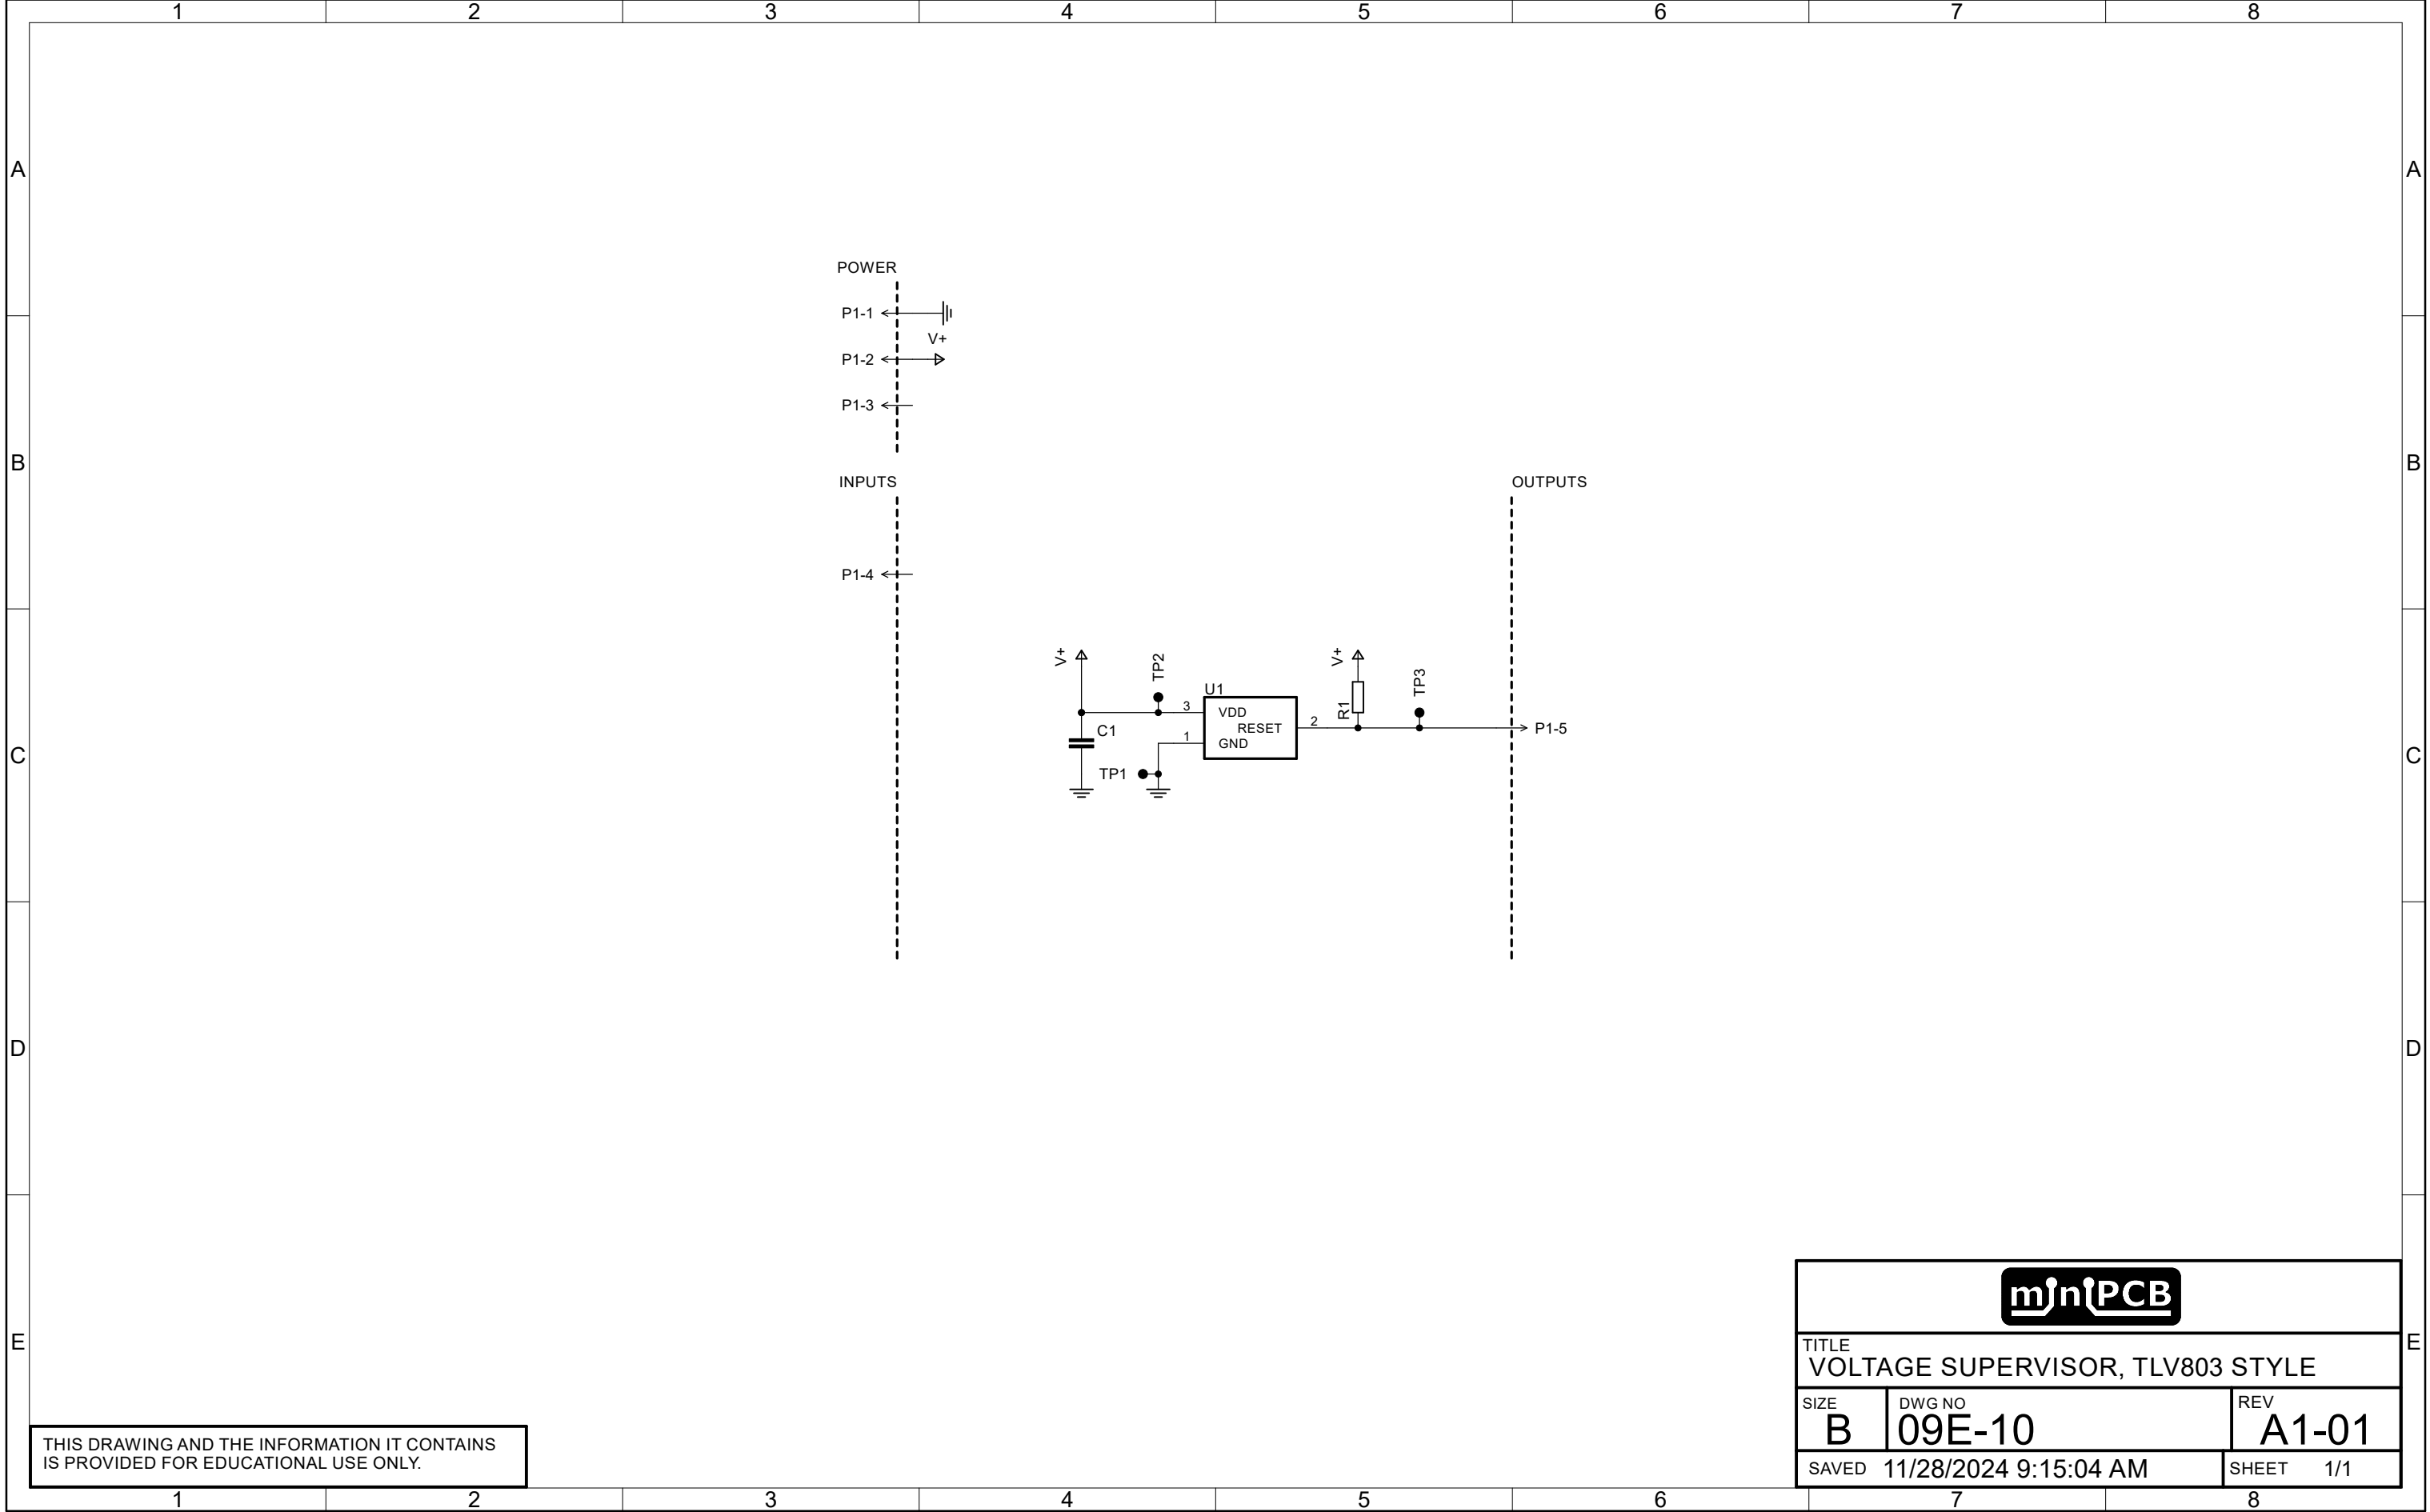 1 2 3 4 5 6 7 8
A A
POWER
P1-1
V+
P1-2
P1-3
B B
INPUTS
OUTPUTS
P1-4
V+ TP2 V+ TP3
U1
3 VDD
R1
RESET 2
P1-5
C1
1 GND
C C
TP1
D D
miniPCB
E E
TITLE
VOLTAGE SUPERVISOR, TLV803 STYLE
SIZE DWG NO REV
B 09E-10 A1-01
SAVED 11/28/2024 9:15:04 AM SHEET 1/1
THIS DRAWING AND THE INFORMATION IT CONTAINS
IS PROVIDED FOR EDUCATIONAL USE ONLY.
1 2 3 4 5 6 7 8